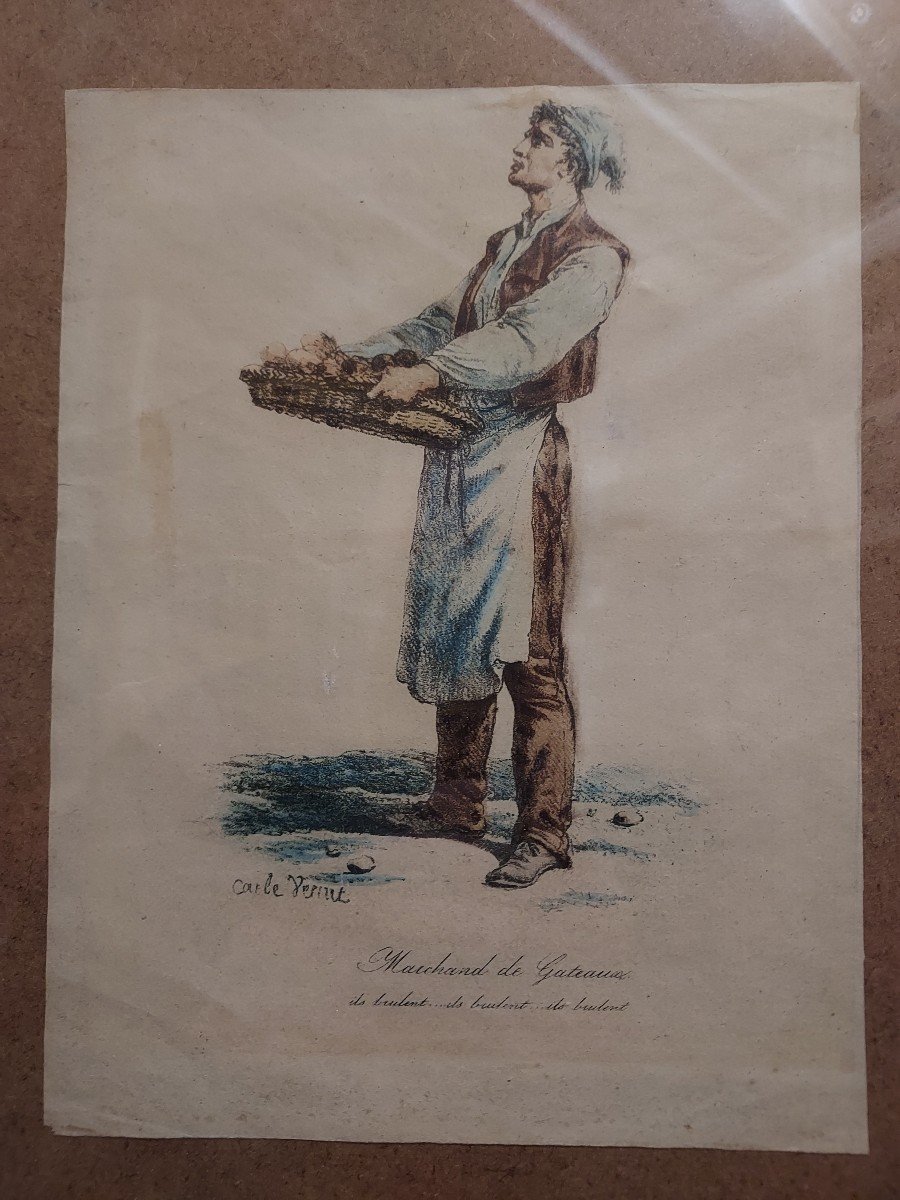 Carle Vernet
Marchand de Gateaux.
ils brulent....ils brulent...ils brulent